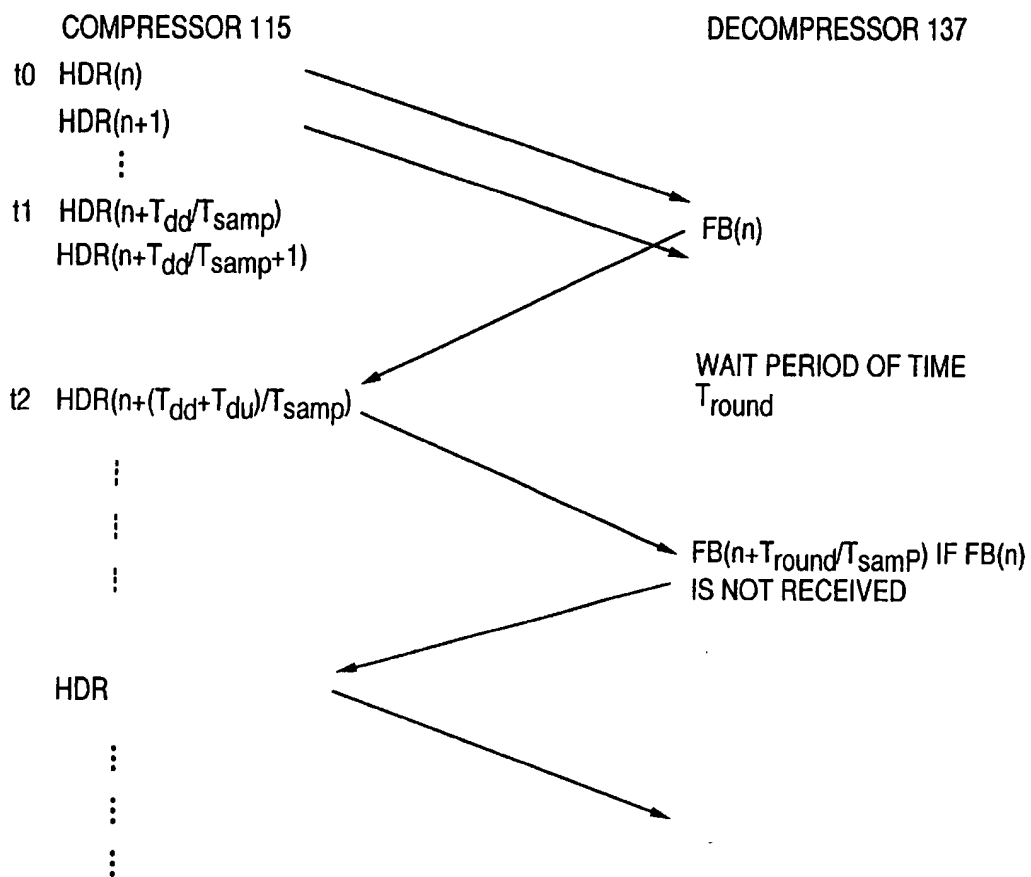 COMPRESSOR 115 DECOMPRESSOR 137
t0 HDR(n)
HDR(n+1)
t1 HDR(n+Tdd/Tsamp)
FB(n)
HDR(n+Tdd/Tsamp+1)
WAIT PERIOD OF TIME
Tround
t2 HDR(n+(Tdd+Tdu)/Tsamp)
FB(n+Tround/TsamP) IF FB(n)
IS NOT RECEIVED
HDR